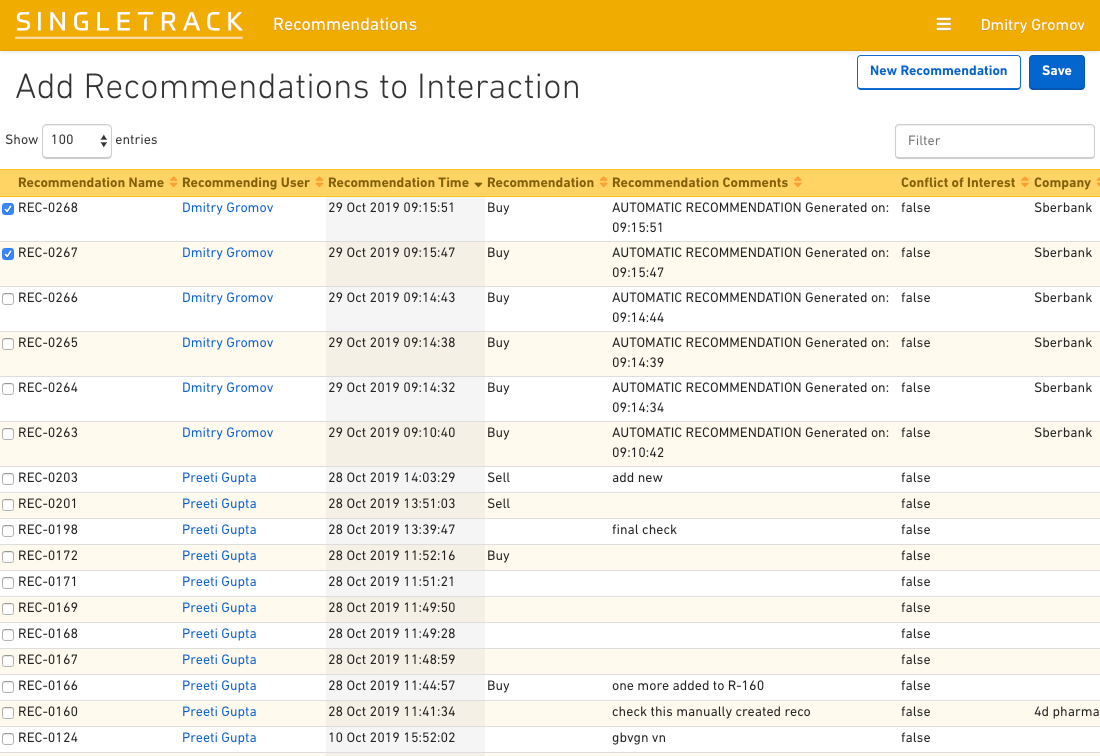 SINGLETRACK Recommendations Dmitry Gromov
Add Recommendations to Interaction New Recommendation Save
Show 100 entries Filter
Recommendation Name Recommending User Recommendation Time Recommendation Recommendation Comments Conflict of Interest Company
REC-0268 Dmitry Gromov 29 Oct 2019 09:15:51 Buy AUTOMATIC RECOMMENDATION Generated on: false Sberbank
09:15:51
REC-0267 Dmitry Gromov 29 Oct 2019 09:15:47 Buy AUTOMATIC RECOMMENDATION Generated on: false Sberbank
09:15:47
REC-0266 Dmitry Gromov 29 Oct 2019 09:14:43 Buy AUTOMATIC RECOMMENDATION Generated on: false Sberbank
09:14:44
REC-0265 Dmitry Gromov 29 Oct 2019 09:14:38 Buy AUTOMATIC RECOMMENDATION Generated on: false Sberbank
09:14:39
REC-0264 Dmitry Gromov 29 Oct 2019 09:14:32 Buy AUTOMATIC RECOMMENDATION Generated on: false Sberbank
09:14:34
REC-0263 Dmitry Gromov 29 Oct 2019 09:10:40 Buy AUTOMATIC RECOMMENDATION Generated on: false Sberbank
09:10:42
REC-0203 Preeti Gupta 28 Oct 2019 14:03:29 Sell add new false
REC-0201 Preeti Gupta 28 Oct 2019 13:51:03 Sell false
REC-0198 Preeti Gupta 28 Oct 2019 13:39:47 final check false
REC-0172 Preeti Gupta 28 Oct 2019 11:52:16 Buy false
REC-0171 Preeti Gupta 28 Oct 2019 11:51:21 false
REC-0169 Preeti Gupta 28 Oct 2019 11:49:50 false
REC-0168 Preeti Gupta 28 Oct 2019 11:49:28 false
REC-0167 Preeti Gupta 28 Oct 2019 11:48:59 false
REC-0166 Preeti Gupta 28 Oct 2019 11:44:57 Buy one more added to R-160 false
REC-0160 Preeti Gupta 28 Oct 2019 11:41:34 check this manually created reco false 4d pharma
REC-0124 Preeti Gupta 10 Oct 2019 15:52:02 gbvgn vn false